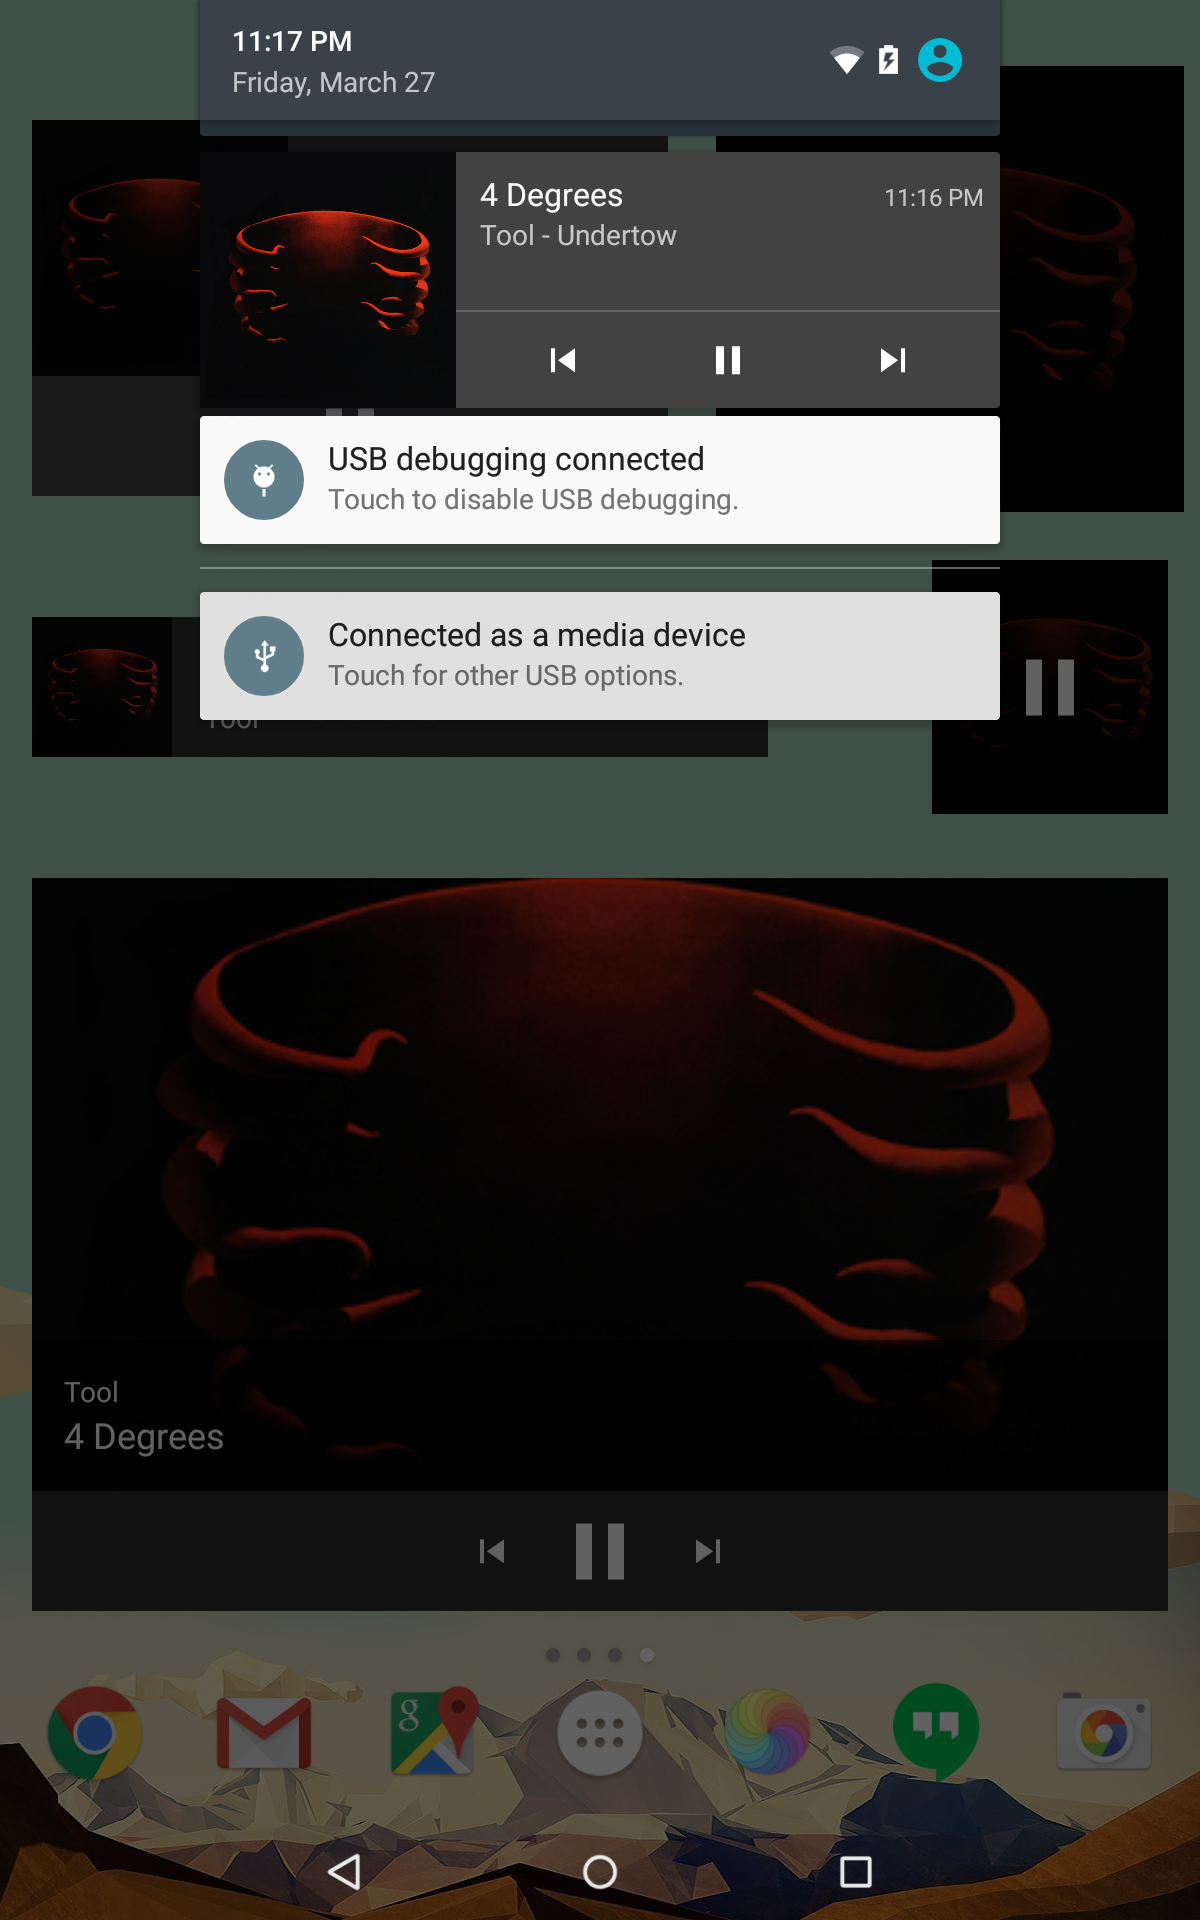 11:17 PM
Friday, March 27
4 Degrees
11:16 PM
Tool - Undertow
USB debugging connected
Touch to disable USB debugging.
Connected as a media device
Touch for other USB options.
Tool
Tool
4 Degrees
g